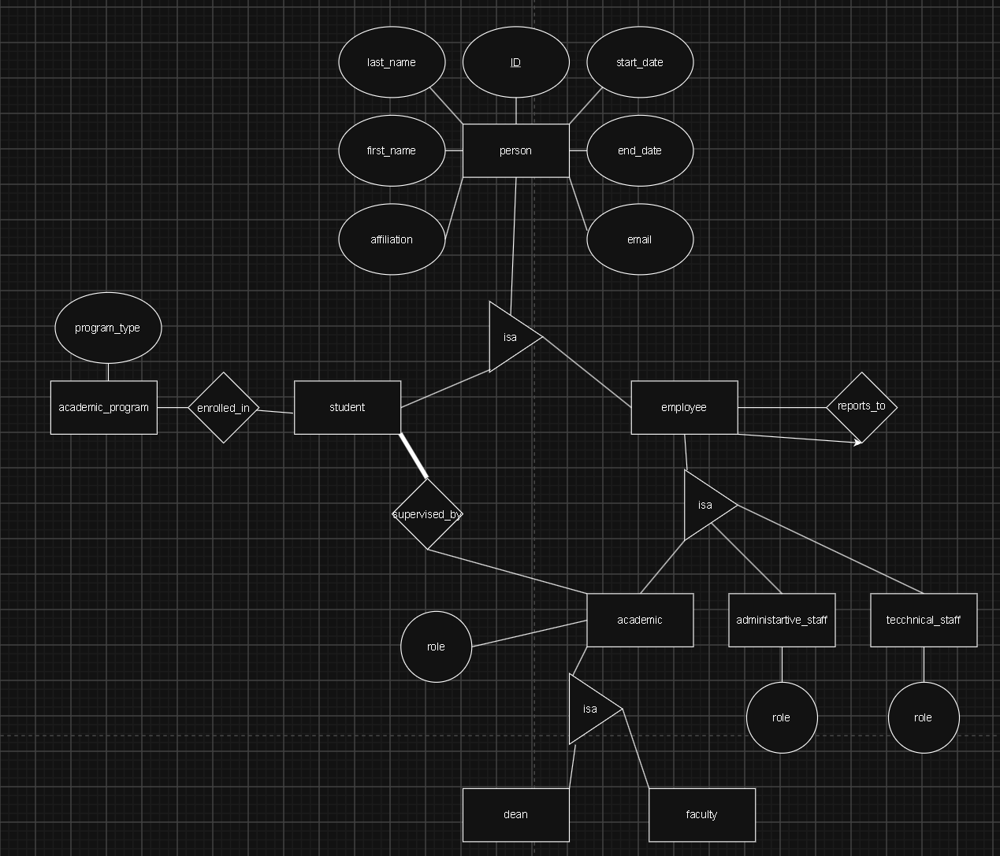 last_name
ID
start_date
first_name
person
end_date
affiliation
email
program_type
isa
academic_program
enrolled_in
student
employee
reports_to
isa
supervised_by
academic
administartive_staff
tecchnical_staff
role
isa
role
role
dean
faculty